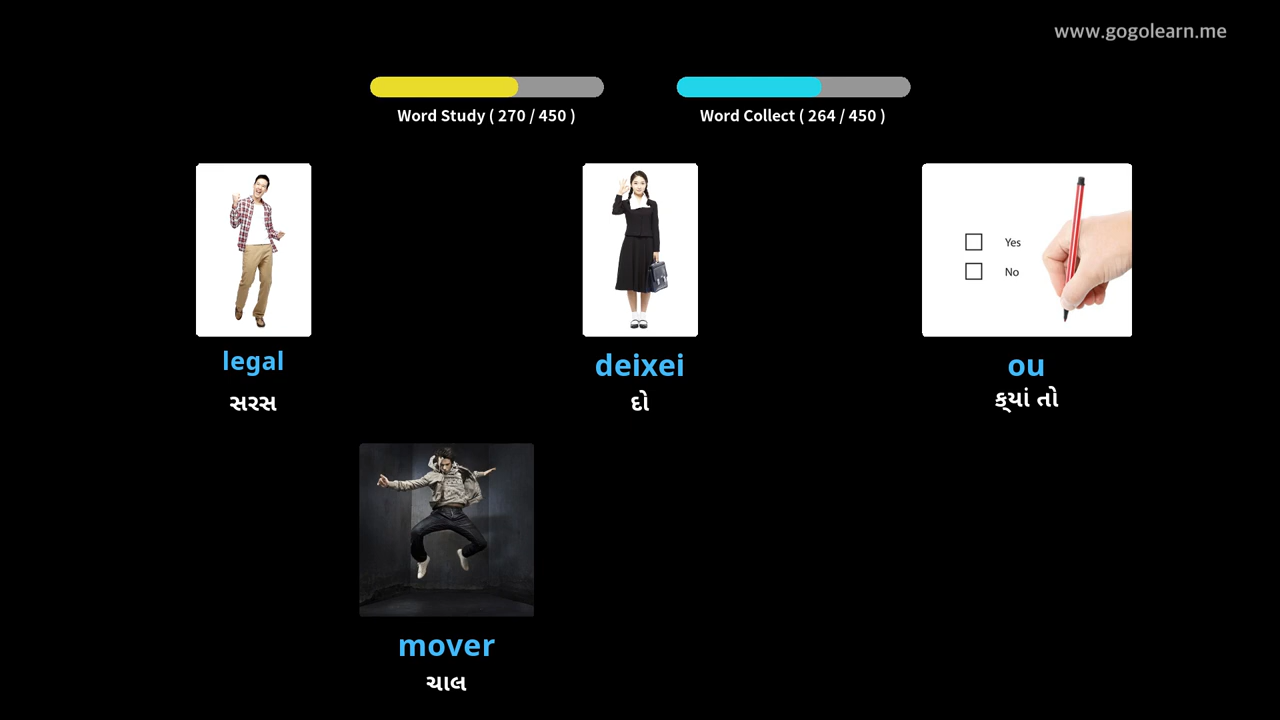 www.gogolearn.me
Word Study ( 270 / 450 )
Word Collect ( 264 / 450 )
Yes
No
legal
deixei
ou
સરસ
દો
ક્યાં તો
mover
ચાલ